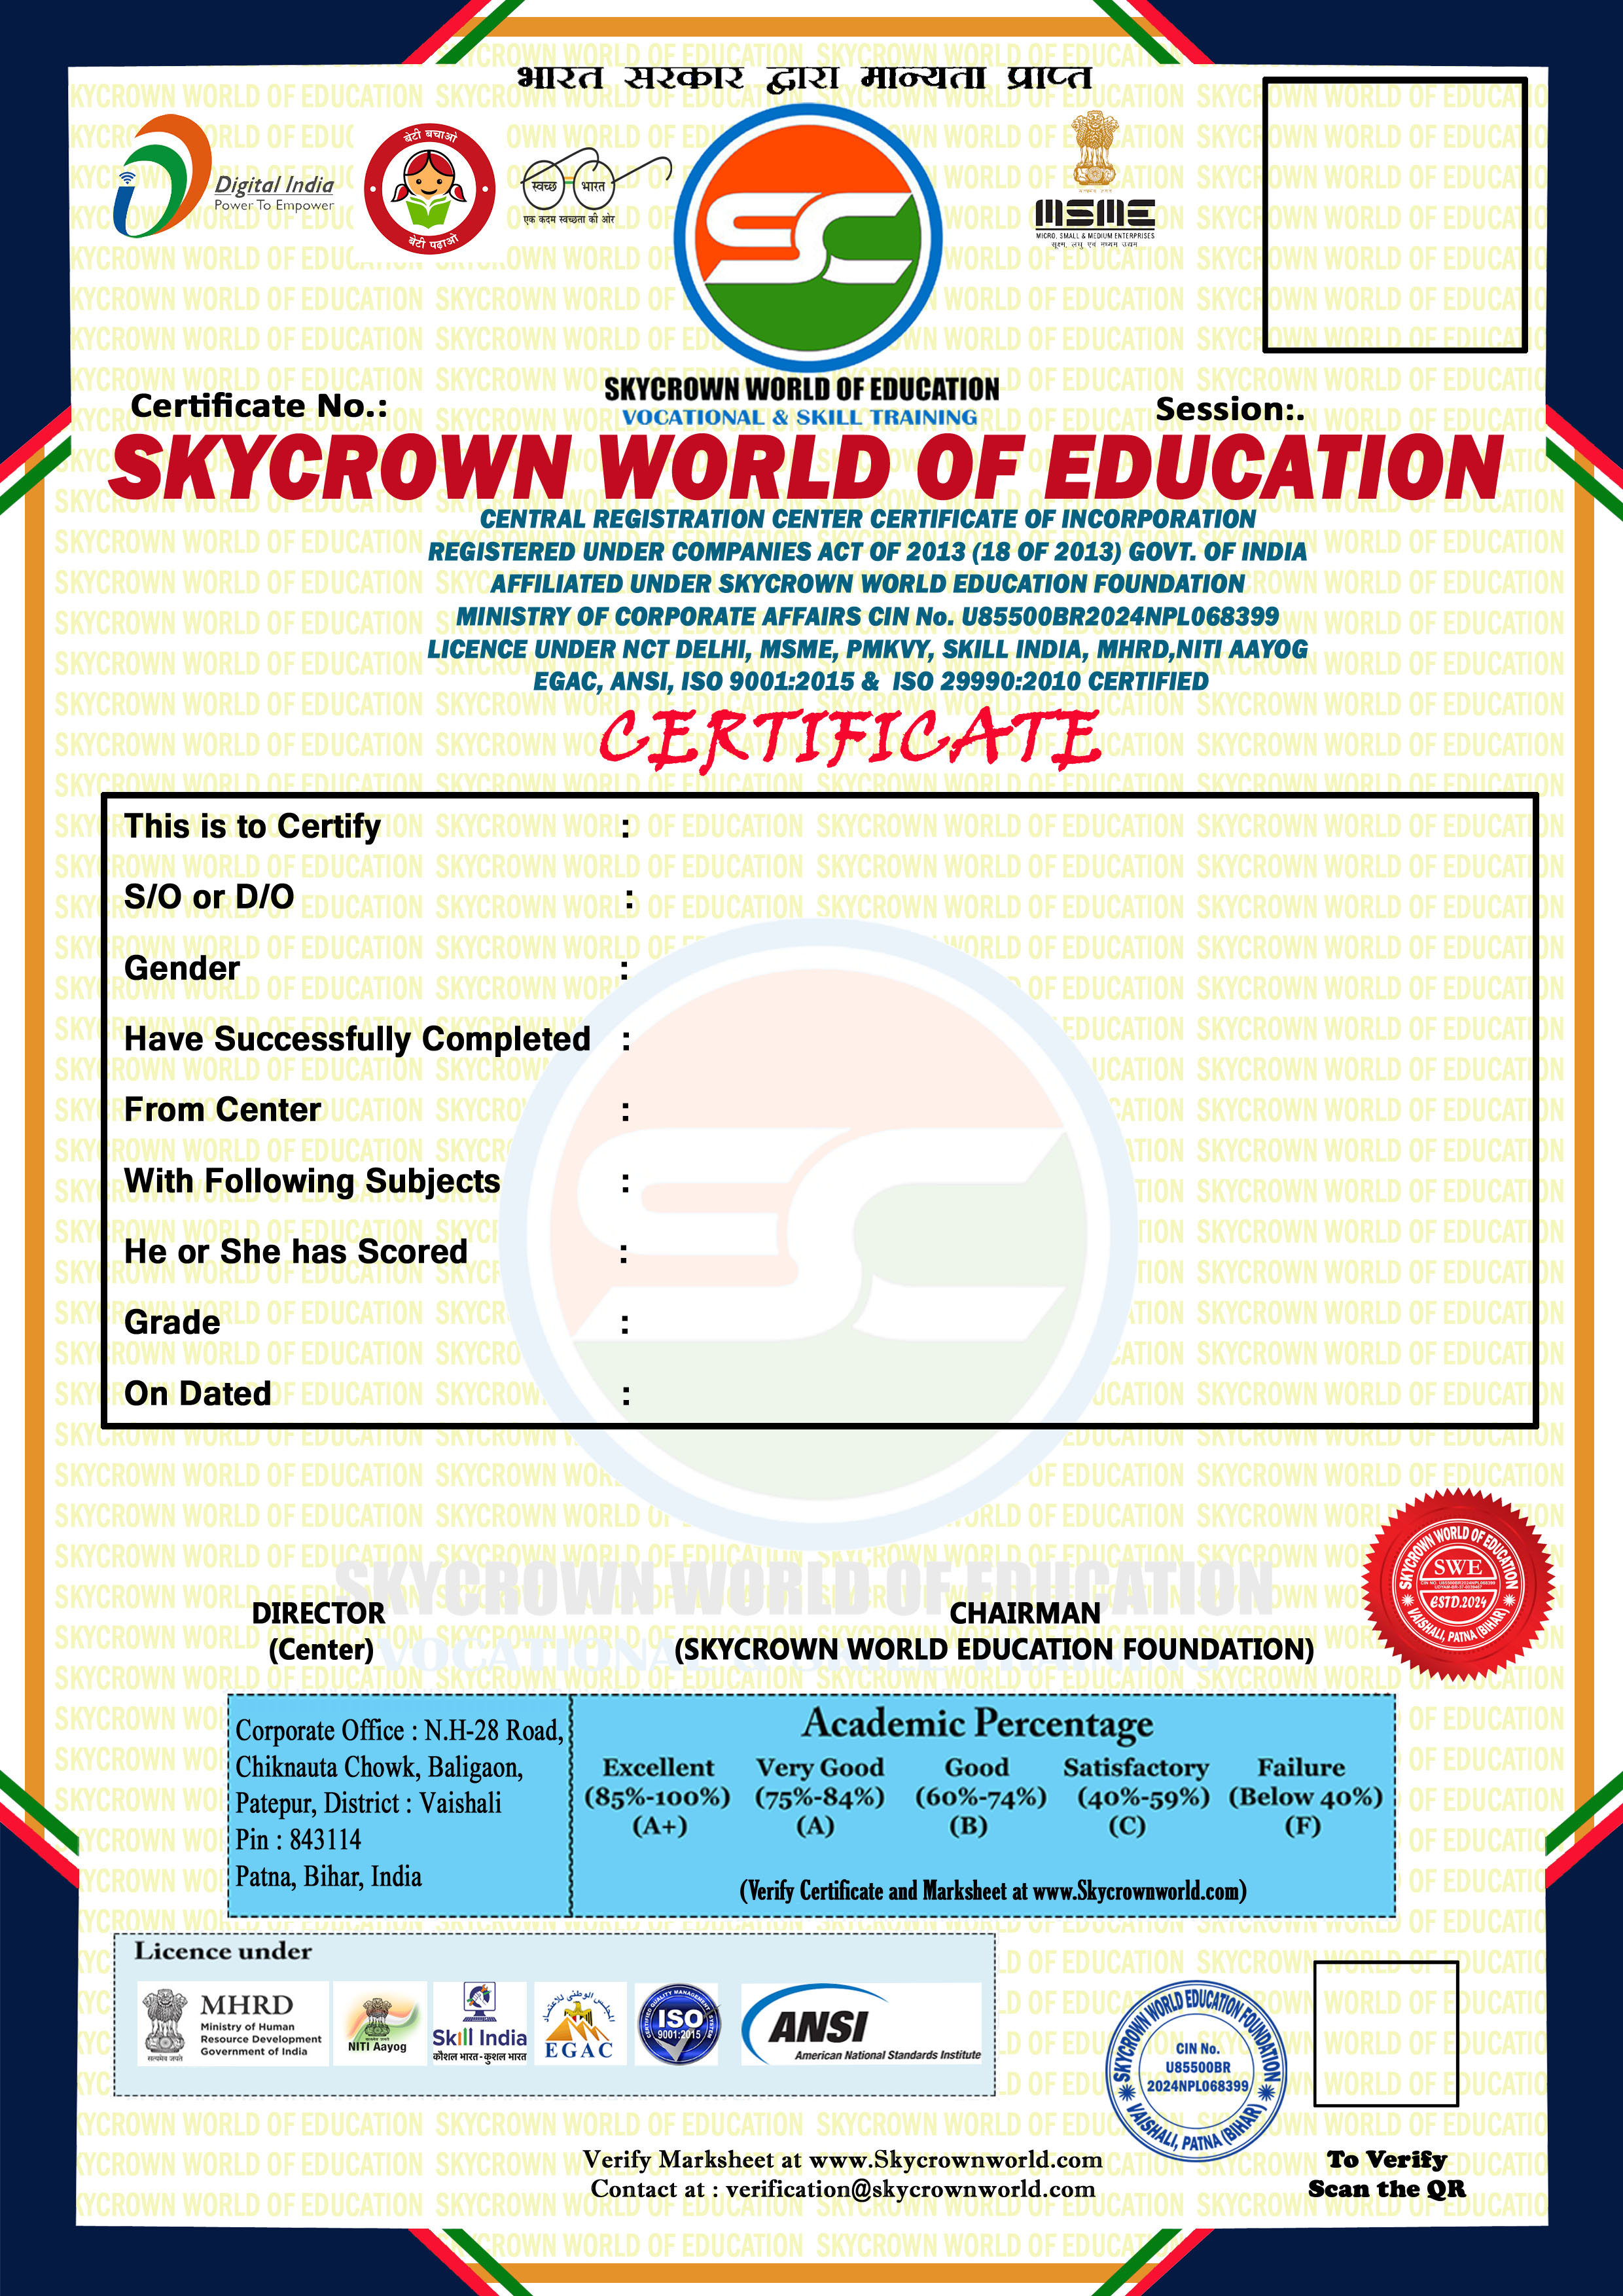 भारत सरकार द्वारा मान्यता प्राप्त
Digital India
Power To Empower
बेटी बचाओ
बेटी पढ़ाओ
स्वच्छ भारत
एक कदम स्वच्छता की ओर
SC
MSME
MICRO, SMALL & MEDIUM ENTERPRISES
सूक्ष्म, लघु एवं मध्यम उद्यम
SKYCROWN WORLD OF EDUCATION
VOCATIONAL & SKILL TRAINING
Certificate No.:
Session:.
SKYCROWN WORLD OF EDUCATION
CENTRAL REGISTRATION CENTER CERTIFICATE OF INCORPORATION
REGISTERED UNDER COMPANIES ACT OF 2013 (18 OF 2013) GOVT. OF INDIA
AFFILIATED UNDER SKYCROWN WORLD EDUCATION FOUNDATION
MINISTRY OF CORPORATE AFFAIRS CIN No. U85500BR2024NPL068399
LICENCE UNDER NCT DELHI, MSME, PMKVY, SKILL INDIA, MHRD,NITI AAYOG
EGAC, ANSI, ISO 9001:2015 & ISO 29990:2010 CERTIFIED
CERTIFICATE
This is to Certify :
S/O or D/O :
Gender :
Have Successfully Completed :
From Center :
With Following Subjects :
He or She has Scored :
Grade :
On Dated :
SKYCROWN WORLD OF EDUCATION
SWE
ESTD.2024
VAISHALI, PATNA (BIHAR)
DIRECTOR
(Center)
CHAIRMAN
(SKYCROWN WORLD EDUCATION FOUNDATION)
Corporate Office : N.H-28 Road,
Chiknauta Chowk, Baligaon,
Patepur, District : Vaishali
Pin : 843114
Patna, Bihar, India
Academic Percentage
Excellent Very Good Good Satisfactory Failure
(85%-100%) (75%-84%) (60%-74%) (40%-59%) (Below 40%)
(A+) (A) (B) (C) (F)
(Verify Certificate and Marksheet at www.Skycrownworld.com)
Licence under
सत्यमेव जयते
MHRD
Ministry of Human
Resource Development
Government of India
NITI Aayog
Skill India
कौशल भारत-कुशल भारत
المجلس الوطنى للاعتماد
EGAC
ISO
9001:2015
ANSI
American National Standards Institute
SKYCROWN WORLD EDUCATION FOUNDATION
CIN No.
U85500BR
2024NPL068399
VAISHALI, PATNA (BIHAR)
Verify Marksheet at www.Skycrownworld.com
Contact at : verification@skycrownworld.com
To Verify
Scan the QR